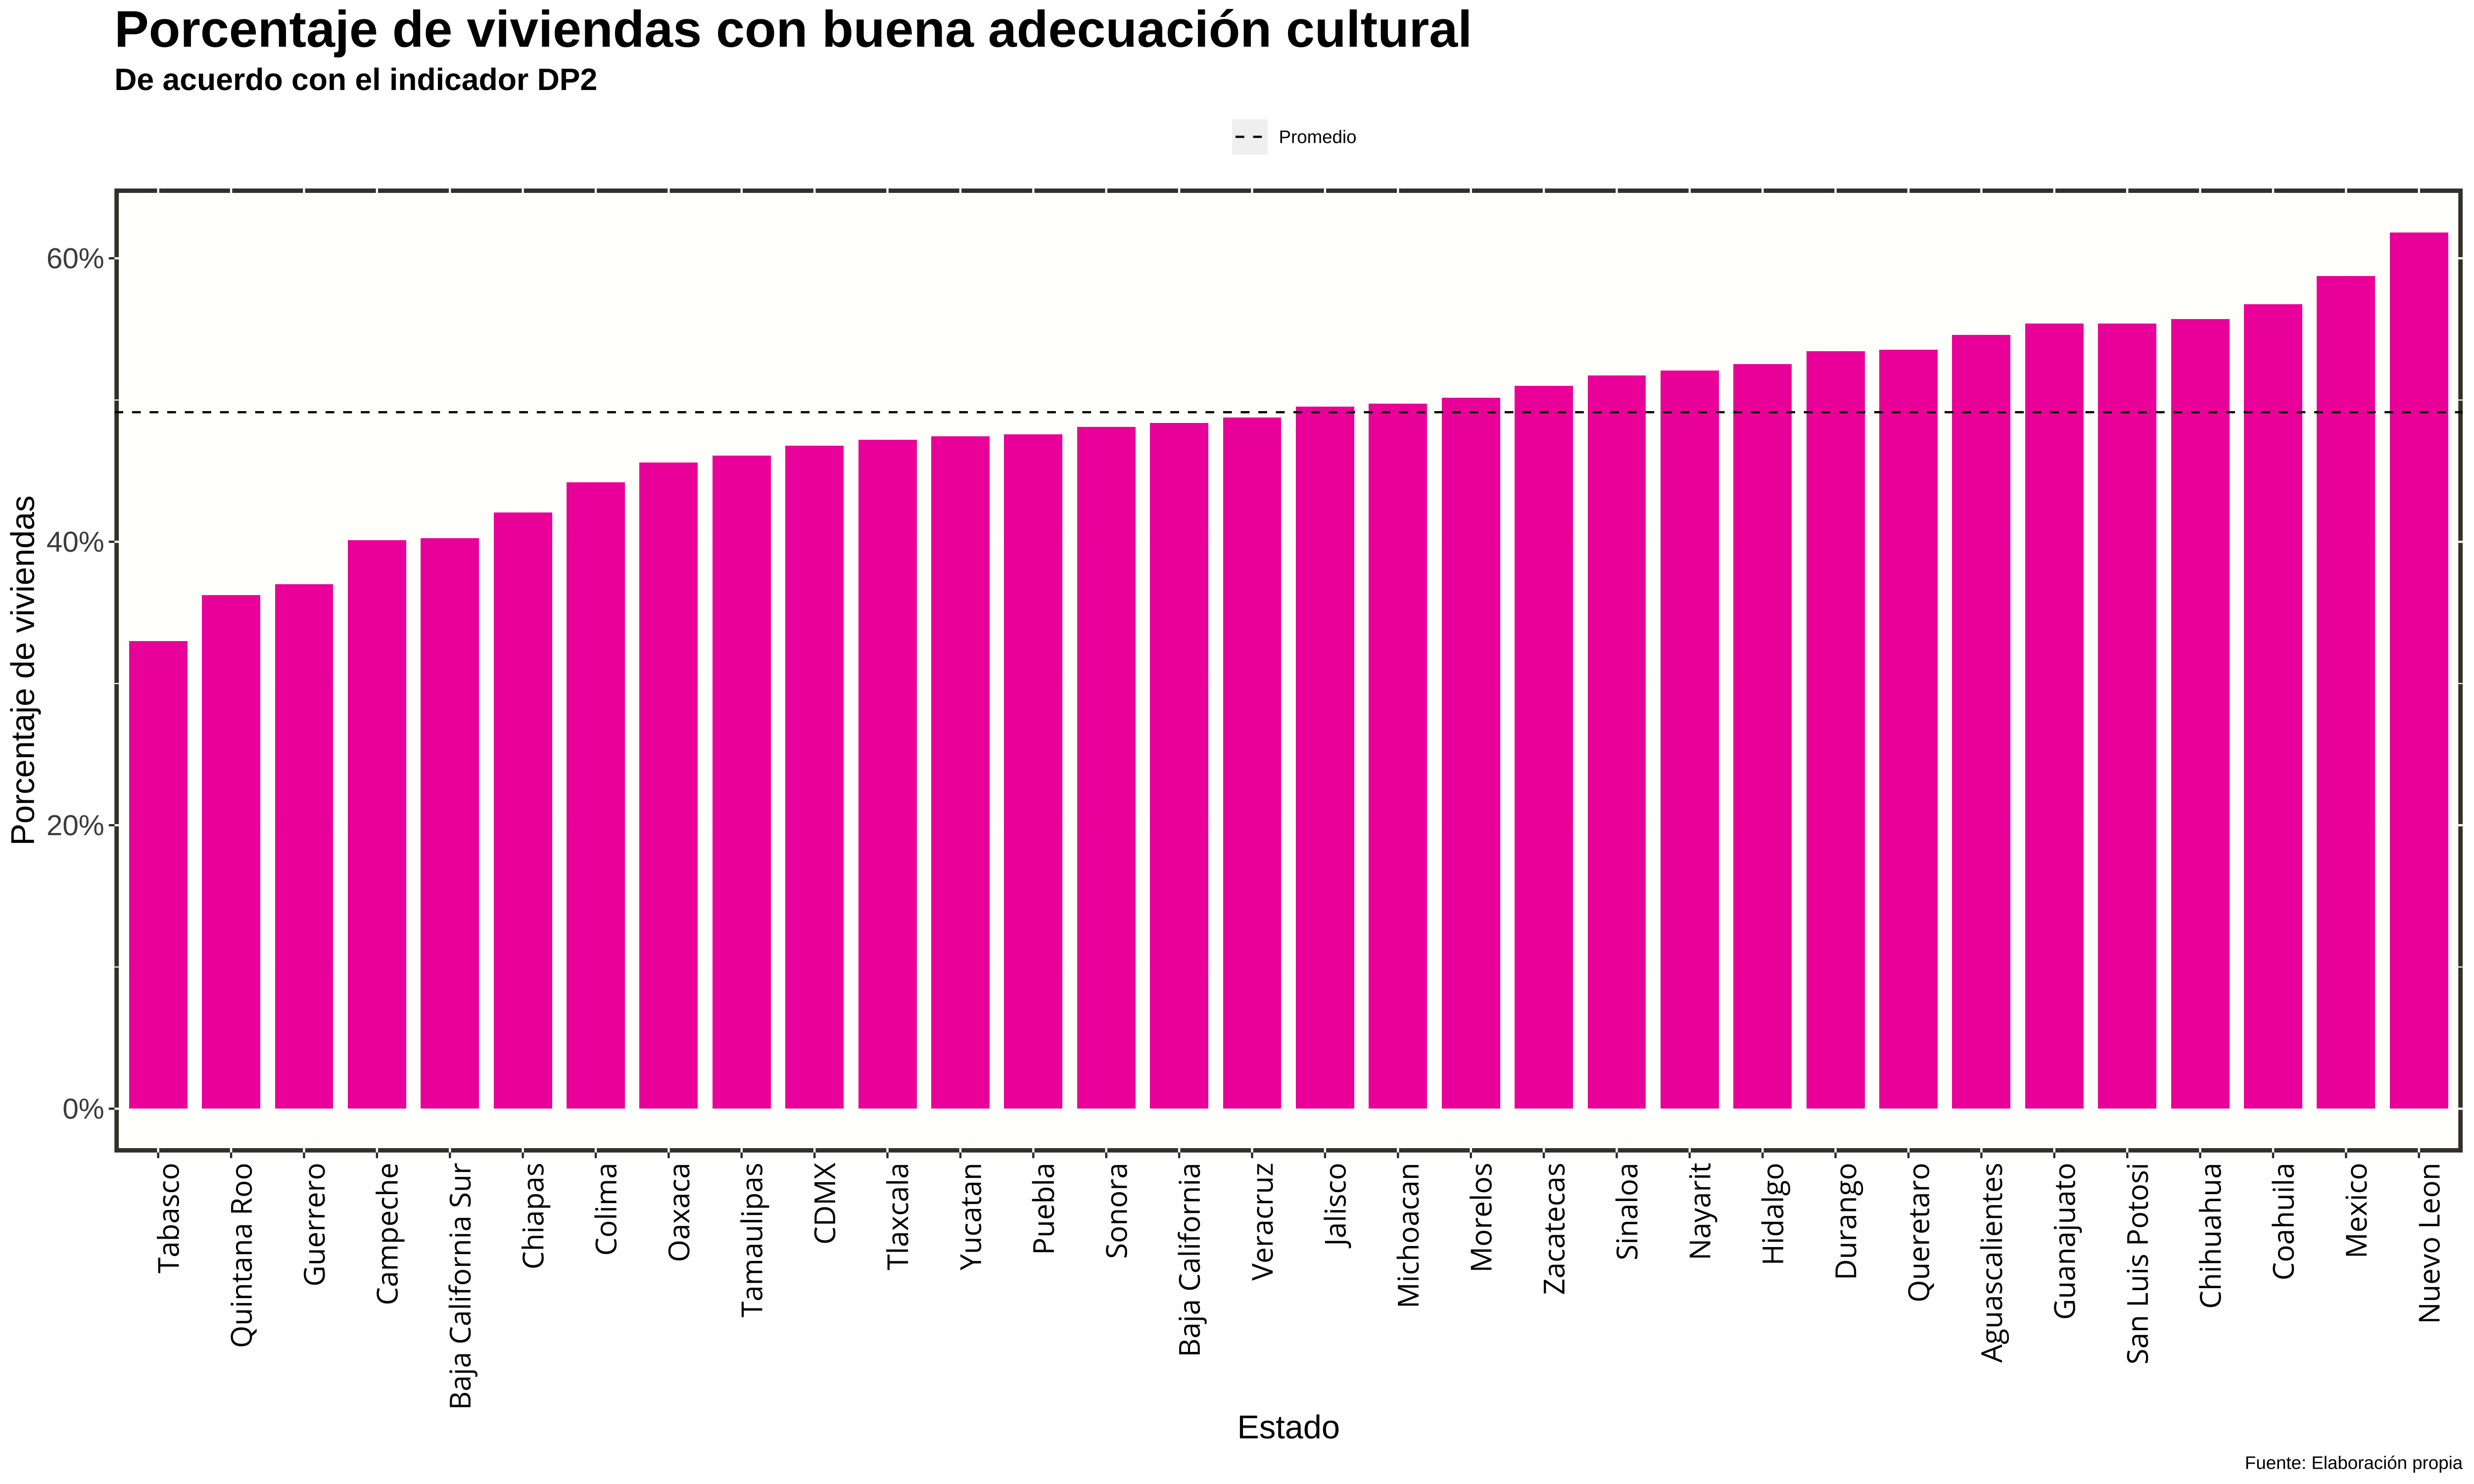 Porcentaje de viviendas con buena adecuación cultural
De acuerdo con el indicador DP2
Promedio
Porcentaje de viviendas
60%
40%
20%
0%
Tabasco
Quintana Roo
Guerrero
Campeche
Baja California Sur
Chiapas
Colima
Oaxaca
Tamaulipas
CDMX
Tlaxcala
Yucatan
Puebla
Sonora
Baja California
Veracruz
Jalisco
Michoacan
Morelos
Zacatecas
Sinaloa
Nayarit
Hidalgo
Durango
Queretaro
Aguascalientes
Guanajuato
San Luis Potosi
Chihuahua
Coahuila
Mexico
Nuevo Leon
Estado
Fuente: Elaboración propia